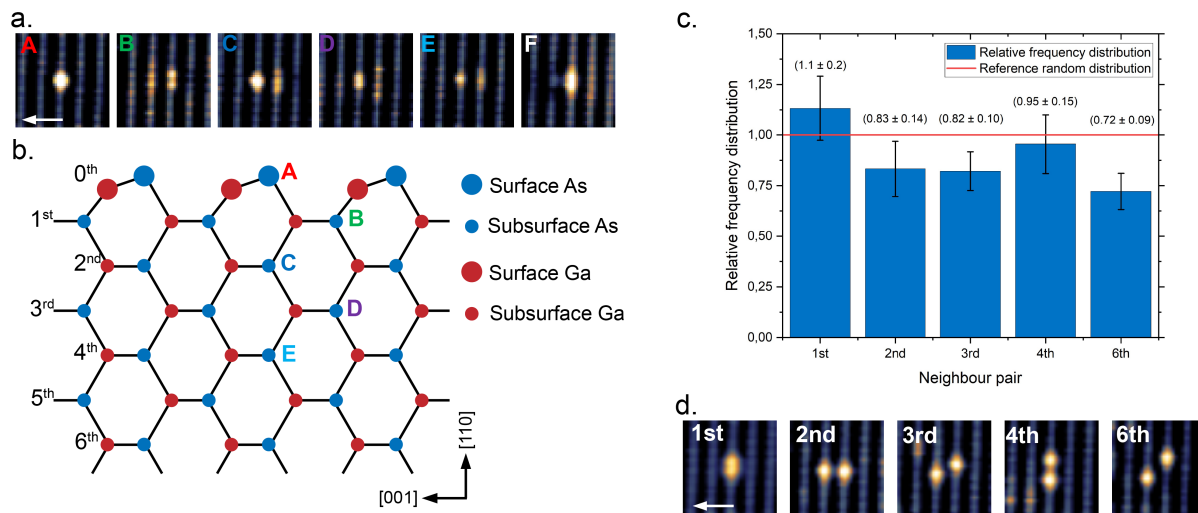 a.
A
B
C
D
E
F
b.
0th
A
1st
B
2nd
C
3rd
D
4th
E
5th
6th
[110]
[001]
Surface As
Subsurface As
Surface Ga
Subsurface Ga
c.
Relative frequency distribution
1,50
1,25
1,00
0,75
0,50
0,25
0,00
Relative frequency distribution
Reference random distribution
(1.1 ± 0.2)
(0.83 ± 0.14)
(0.82 ± 0.10)
(0.95 ± 0.15)
(0.72 ± 0.09)
1st
2nd
3rd
4th
6th
Neighbour pair
d.
1st
2nd
3rd
4th
6th